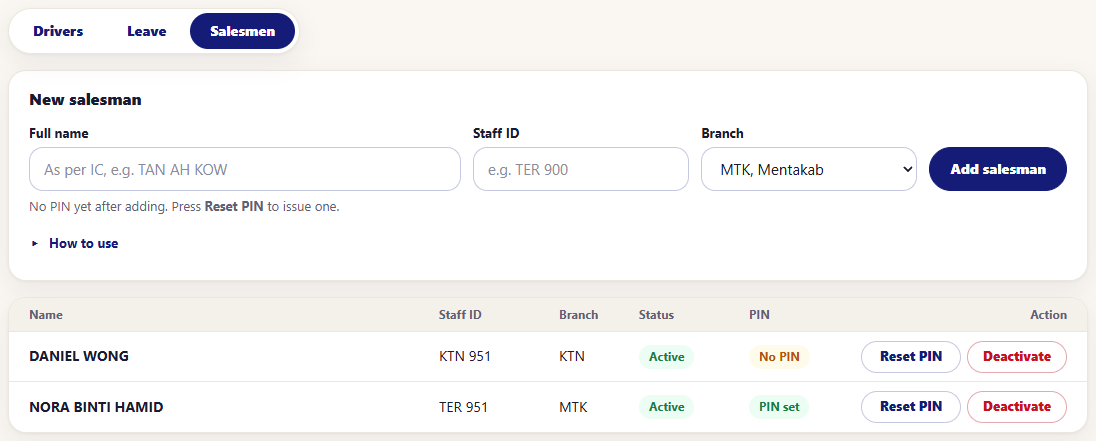 Drivers Leave Salesmen
New salesman
Full name Staff ID Branch
As per IC, e.g. TAN AH KOW e.g. TER 900 MTK, Mentakab Add salesman
No PIN yet after adding. Press Reset PIN to issue one.
How to use
Name Staff ID Branch Status PIN Action
DANIEL WONG KTN 951 KTN Active No PIN Reset PIN Deactivate
NORA BINTI HAMID TER 951 MTK Active PIN set Reset PIN Deactivate